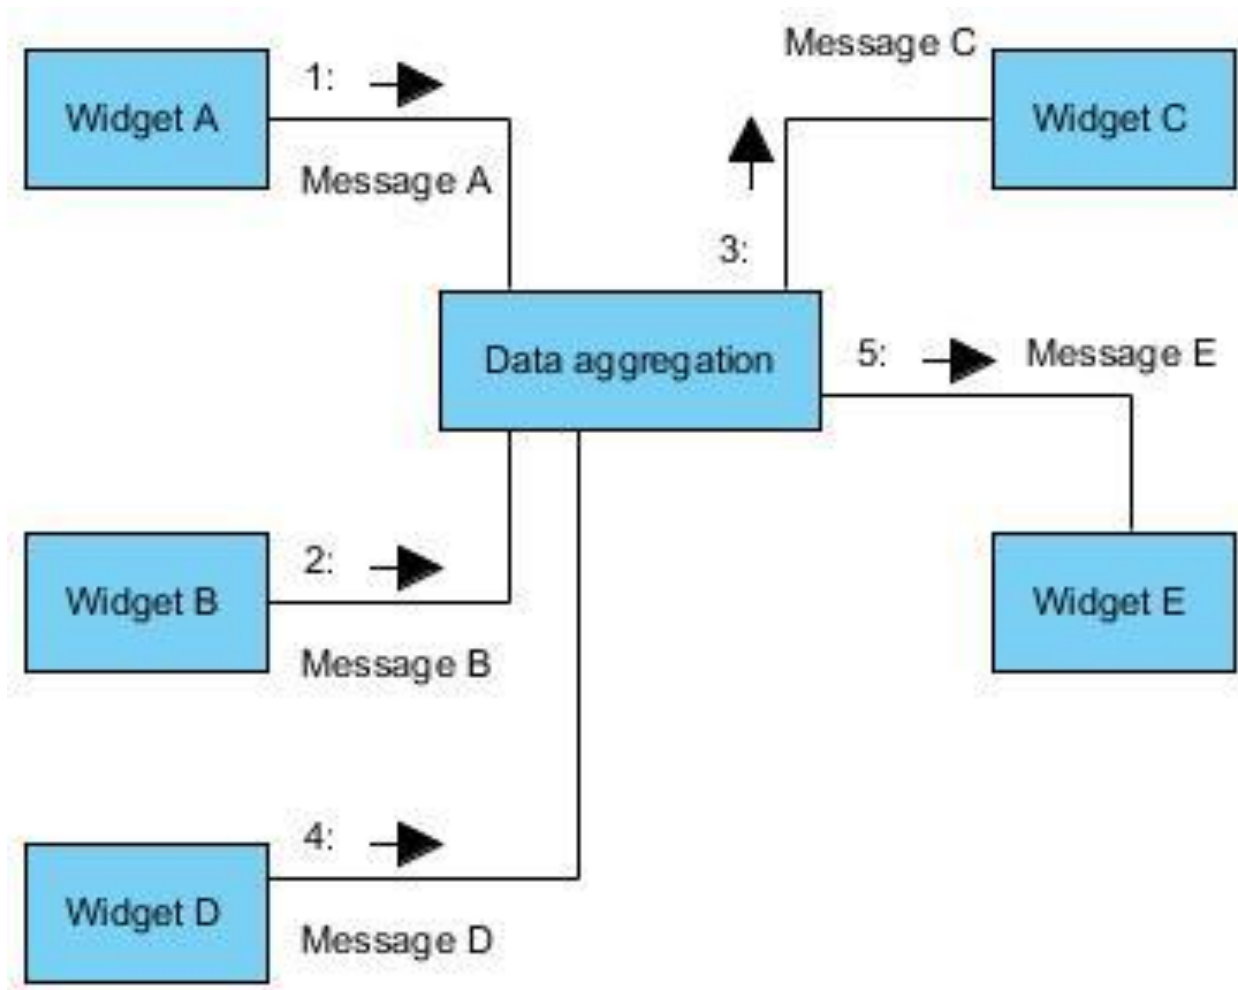 Message C
Widget A
1:
Widget C
Message A
3:
Data aggregation
5:
Message E
Widget B
2:
Widget E
Message B
4:
Widget D
Message D